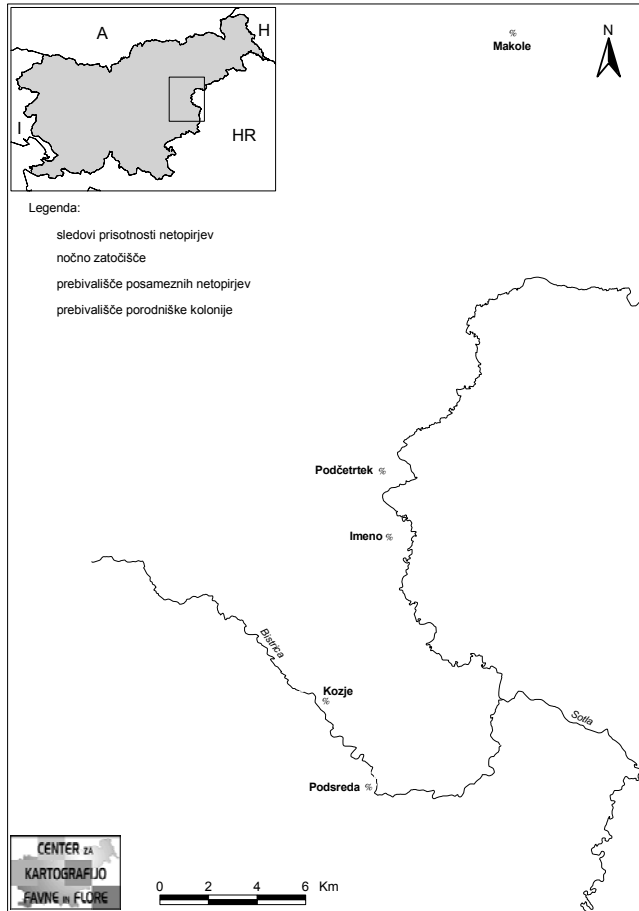 A
H
I
HR
Makole
%
N
Legenda:
sledovi prisotnosti netopirjev
nočno zatočišče
prebivališče posameznih netopirjev
prebivališče porodniške kolonije
Podčetrtek %
Imeno %
Bistrica
Kozje
%
Sotla
Podsreda %
CENTER ZA
KARTOGRAFIJO
FAVNE IN FLORE
0 2 4 6 Km